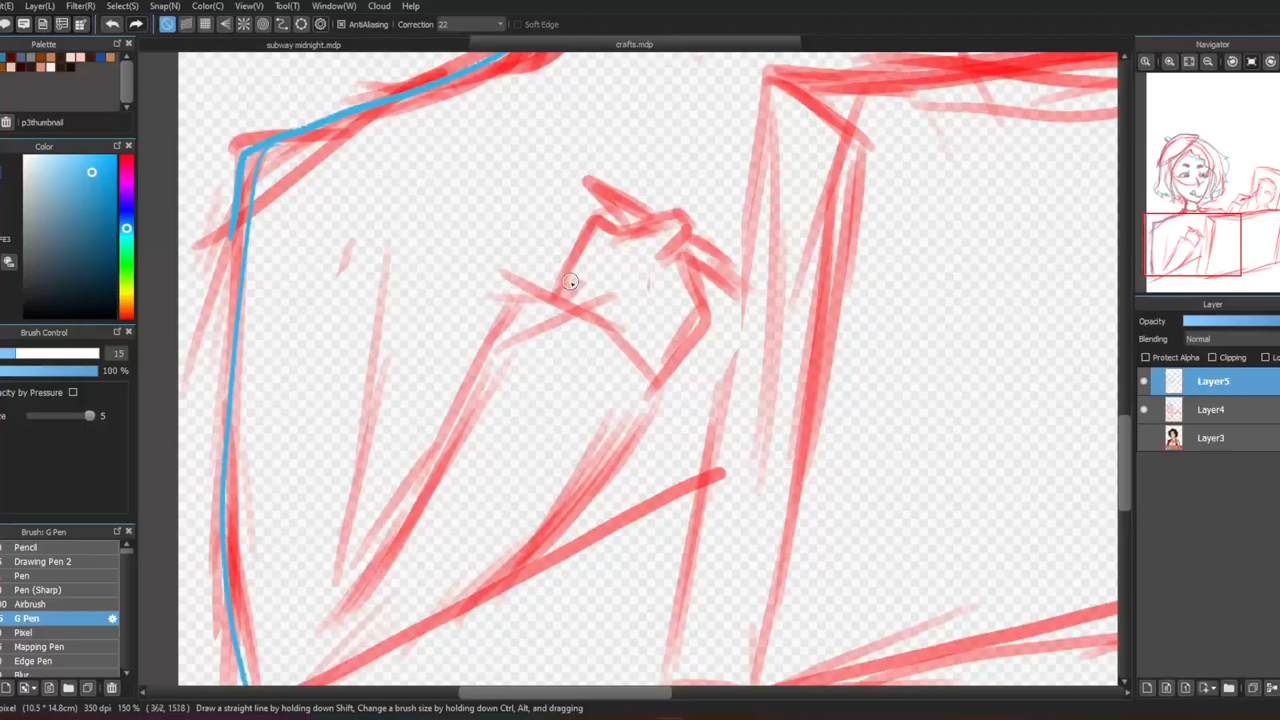 Layer(L) Filter(R) Select(S) Snap(N) Color(C) View(V) Tool(T) Window(W) Cloud Help
AntiAliasing Correction 22 Soft Edge
Palette subway midnight.mdp crafts.mdp Navigator
p3thumbnail
Color
FE3
Layer
Opacity
Brush Control Blending Normal
15 Protect Alpha Clipping Lo
100 % Layer5
acity by Pressure Layer4
5
Layer3
Brush: G Pen
Pencil
Drawing Pen 2
Pen
Pen (Sharp)
Airbrush
G Pen
Pixel
Mapping Pen
Edge Pen
Blur
pixel (10.5 * 14.8cm) 350 dpi 150 % (362, 1518) Draw a straight line by holding down Shift, Change a brush size by holding down Ctrl, Alt, and dragging